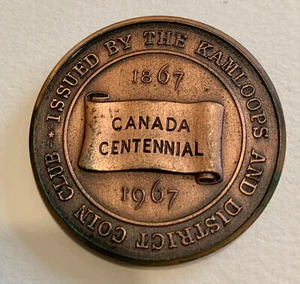 ISSUED BY THE KAMLOOPS AND DISTRICT COIN CLUB
1867
CANADA
CENTENNIAL
1967